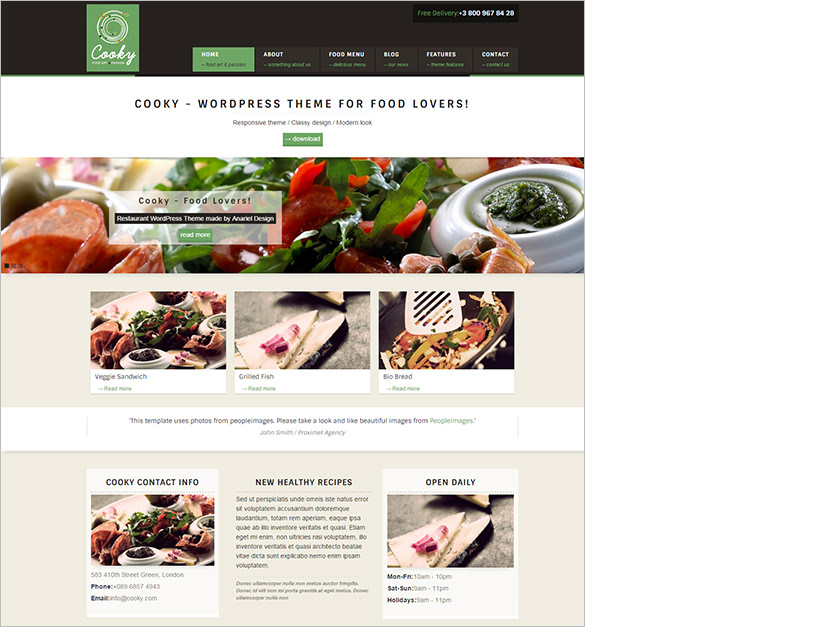 Free Delivery:+3 800 967 84 28
Cooky
FOOD ART & PASSION
HOME
– food art & passion
ABOUT
– something about us
FOOD MENU
– delicious menu
BLOG
– our news
FEATURES
– theme features
CONTACT
– contact us
COOKY – WORDPRESS THEME FOR FOOD LOVERS!
Responsive theme / Classy design / Modern look
→ download
Cooky – Food Lovers!
Restaurant WordPress Theme made by Anariel Design
read more
Veggie Sandwich
→ Read more
Grilled Fish
→ Read more
Bio Bread
→ Read more
"This template uses photos from peopleimages. Please take a look and like beautiful images from PeopleImages."
John Smith / Proximet Agency
COOKY CONTACT INFO
583 410th Street Green, London
Phone:+089 6857 4943
Email:info@cooky.com
NEW HEALTHY RECIPES
Sed ut perspiciatis unde omnis iste natus error
sit voluptatem accusantium doloremque
laudantium, totam rem aperiam, eaque ipsa
quae ab illo inventore veritatis et quasi. Etiam
eget mi enim, non ultricies nisi voluptatem, illo
inventore veritatis et quasi architecto beatae
vitae dicta sunt explicabo nemo enim ipsam
voluptatem.
Donec ullamcorper nulla non metus auctor fringilla.
Donec id elit non mi porta gravida at eget metus. Donec
ullamcorper nulla non
OPEN DAILY
Mon-Fri:10am - 10pm
Sat-Sun:9am - 11pm
Holidays:9am - 11pm